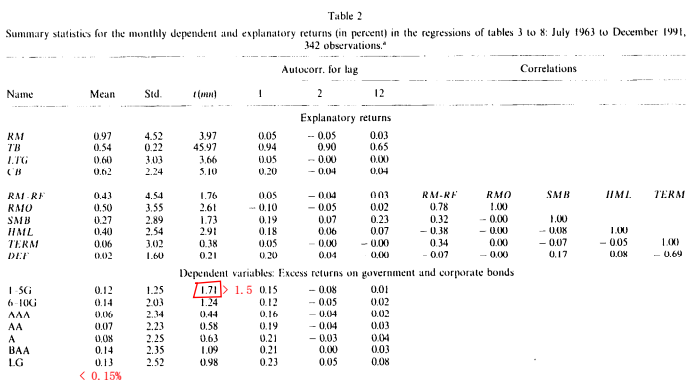 Table 2
Summary statistics for the monthly dependent and explanatory returns (in percent) in the regressions of tables 3 to 8: July 1963 to December 1991,
342 observations.ª
Autocorr. for lag Correlations
Name Mean Std. t(mn) 1 2 12
Explanatory returns
RM 0.97 4.52 3.97 0.05 − 0.05 0.03
TB 0.54 0.22 45.97 0.94 0.90 0.65
LTG 0.60 3.03 3.66 0.05 − 0.00 0.00
CB 0.62 2.24 5.10 0.20 − 0.04 0.04
RM-RF 0.43 4.54 1.76 0.05 − 0.04 0.03 RM-RF RMO SMB HML TERM
RMO 0.50 3.55 2.61 − 0.10 − 0.05 0.02 0.78 1.00
SMB 0.27 2.89 1.73 0.19 0.07 0.23 0.32 − 0.00 1.00
HML 0.40 2.54 2.91 0.18 0.06 0.07 − 0.38 − 0.00 − 0.08 1.00
TERM 0.06 3.02 0.38 0.05 − 0.00 − 0.00 0.34 0.00 − 0.07 − 0.05 1.00
DEF 0.02 1.60 0.21 0.20 0.04 0.00 − 0.07 − 0.00 0.17 0.08 − 0.69
Dependent variables: Excess returns on government and corporate bonds
1-5G 0.12 1.25 1.71 > 1.5 0.15 − 0.08 0.01
6-10G 0.14 2.03 1.24 0.12 − 0.05 0.02
AAA 0.06 2.34 0.44 0.16 − 0.04 0.02
AA 0.07 2.23 0.58 0.19 − 0.04 0.03
A 0.08 2.25 0.63 0.21 − 0.03 0.04
BAA 0.14 2.35 1.09 0.21 0.00 0.03
LG 0.13 2.52 0.98 0.23 0.05 0.08
< 0.15%